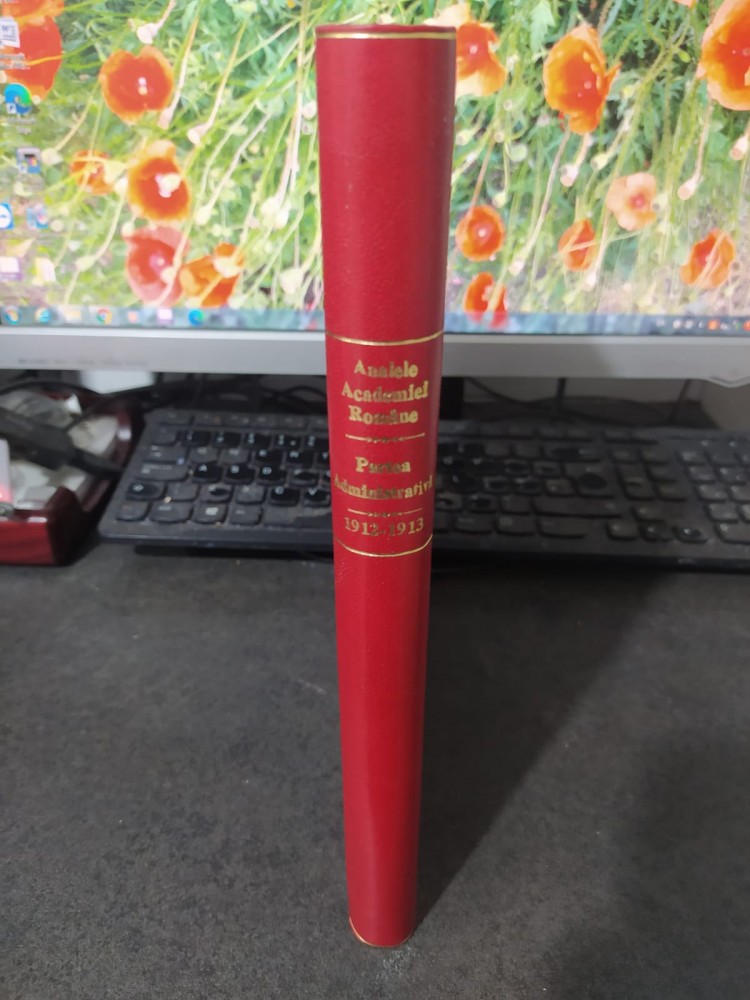 Analele
Academiei
Române
Partea
Administrativă
1912-1913